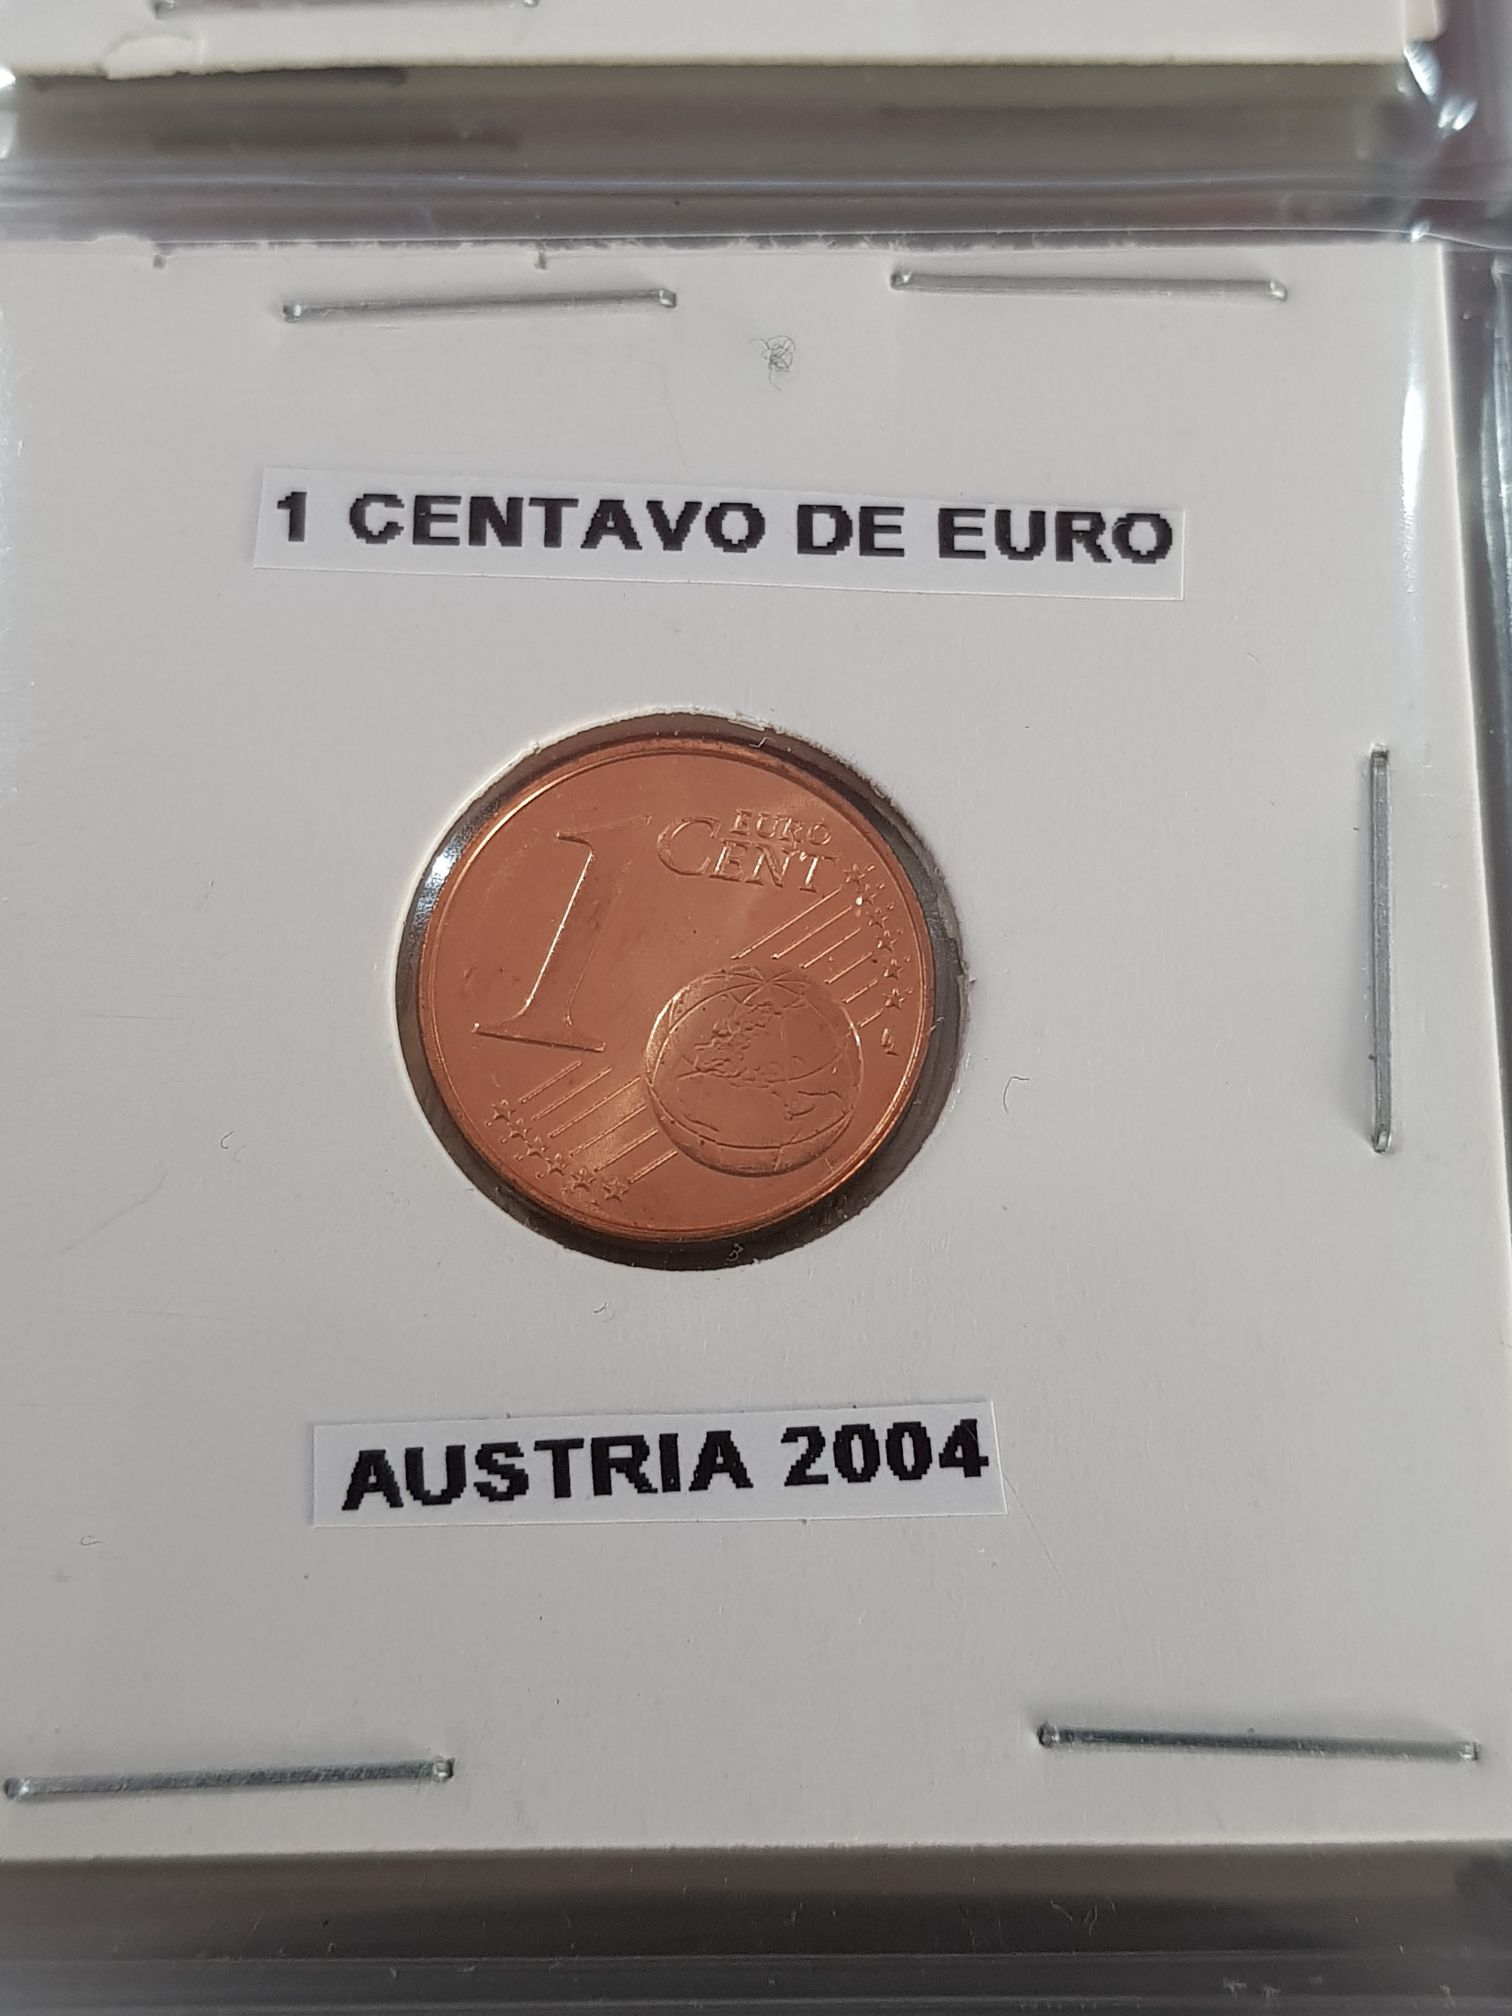 1 CENTAVO DE EURO
1 EURO
CENT
AUSTRIA 2004